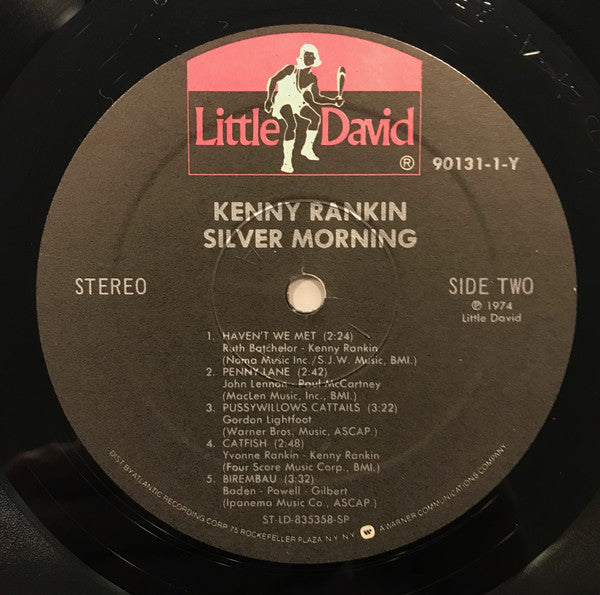 Little David
®
90131-1-Y
KENNY RANKIN
SILVER MORNING
STEREO
SIDE TWO
℗ 1974
Little David
1. HAVEN'T WE MET (2:24)
Ruth Batchelor - Kenny Rankin
(Noma Music Inc./S.J.W. Music, BMI.)
2. PENNY LANE (2:42)
John Lennon - Paul McCartney
(MacLen Music, Inc., BMI.)
3. PUSSYWILLOWS CATTAILS (3:22)
Gordon Lightfoot
(Warner Bros. Music, ASCAP.)
4. CATFISH (2:48)
Yvonne Rankin - Kenny Rankin
(Four Score Music Corp., BMI.)
5. BIREMBAU (3:32)
Baden - Powell - Gilbert
(Ipanema Music Co., ASCAP.)
ST-LD-835358-SP
DIST BY ATLANTIC RECORDING CORP. 75 ROCKEFELLER PLAZA N.Y. N.Y. A WARNER COMMUNICATIONS COMPANY